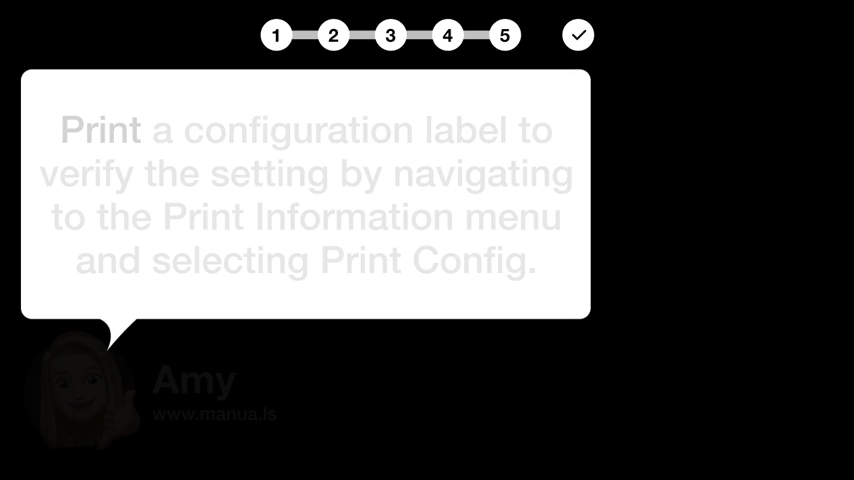 1 2 3 4 5
Print a configuration label to
verify the setting by navigating
to the Print Information menu
and selecting Print Config.
Amy
www.manua.ls